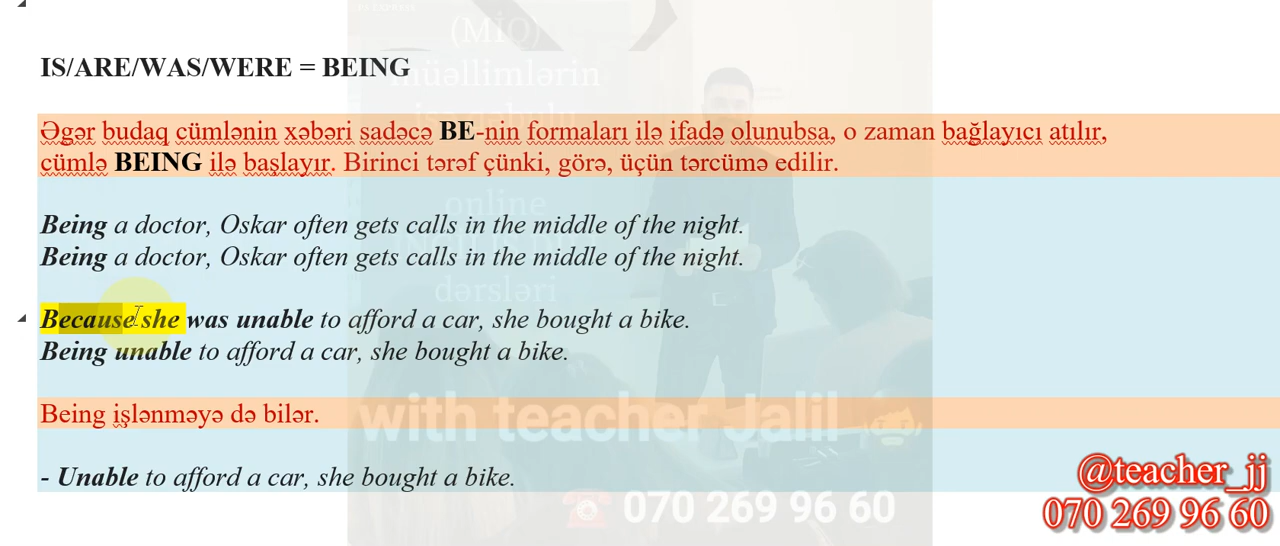 (MİQ)
IS/ARE/WAS/WERE = BEING
müəllimlərin
Əgər budaq cümlənin xəbəri sadəcə BE-nin formaları ilə ifadə olunubsa, o zaman bağlayıcı atılır,
cümlə BEING ilə başlayır. Birinci tərəf çünki, görə, üçün tərcümə edilir.
online
Being a doctor, Oskar often gets calls in the middle of the night.
Being a doctor, Oskar often gets calls in the middle of the night.
dərsləri
Because she was unable to afford a car, she bought a bike.
Being unable to afford a car, she bought a bike.
Being işlənməyə də bilər.
with teacher Jalil
- Unable to afford a car, she bought a bike.
@teacher_jj
070 269 96 60
070 269 96 60